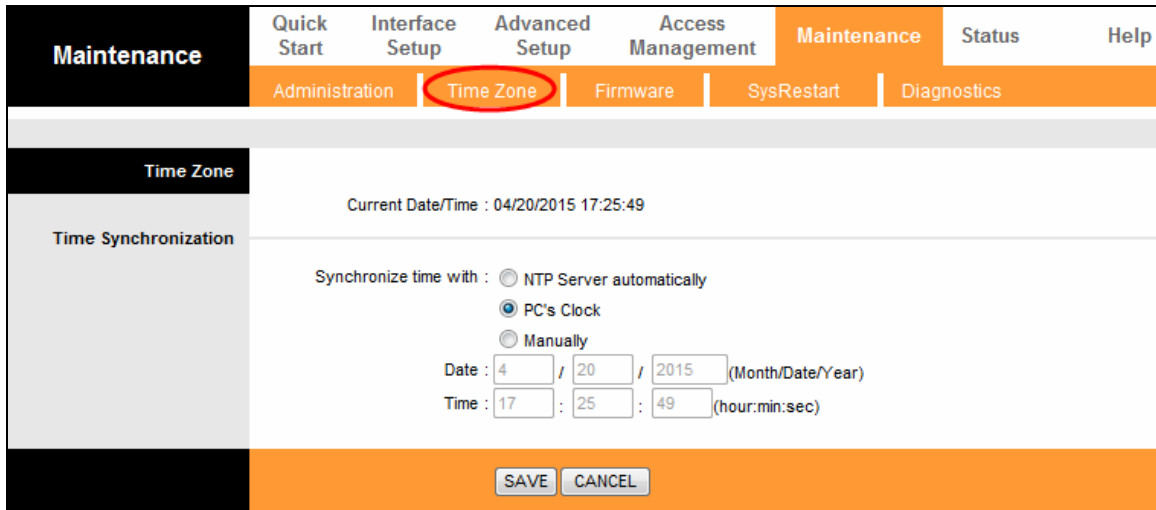 Maintenance
Quick Start
Interface Setup
Advanced Setup
Access Management
Maintenance
Status
Help
Administration
Time Zone
Firmware
SysRestart
Diagnostics
Time Zone
Current Date/Time : 04/20/2015 17:25:49
Time Synchronization
Synchronize time with : NTP Server automatically
PC's Clock
Manually
Date : 4 / 20 / 2015 (Month/Date/Year)
Time : 17 : 25 : 49 (hour:min:sec)
SAVE CANCEL